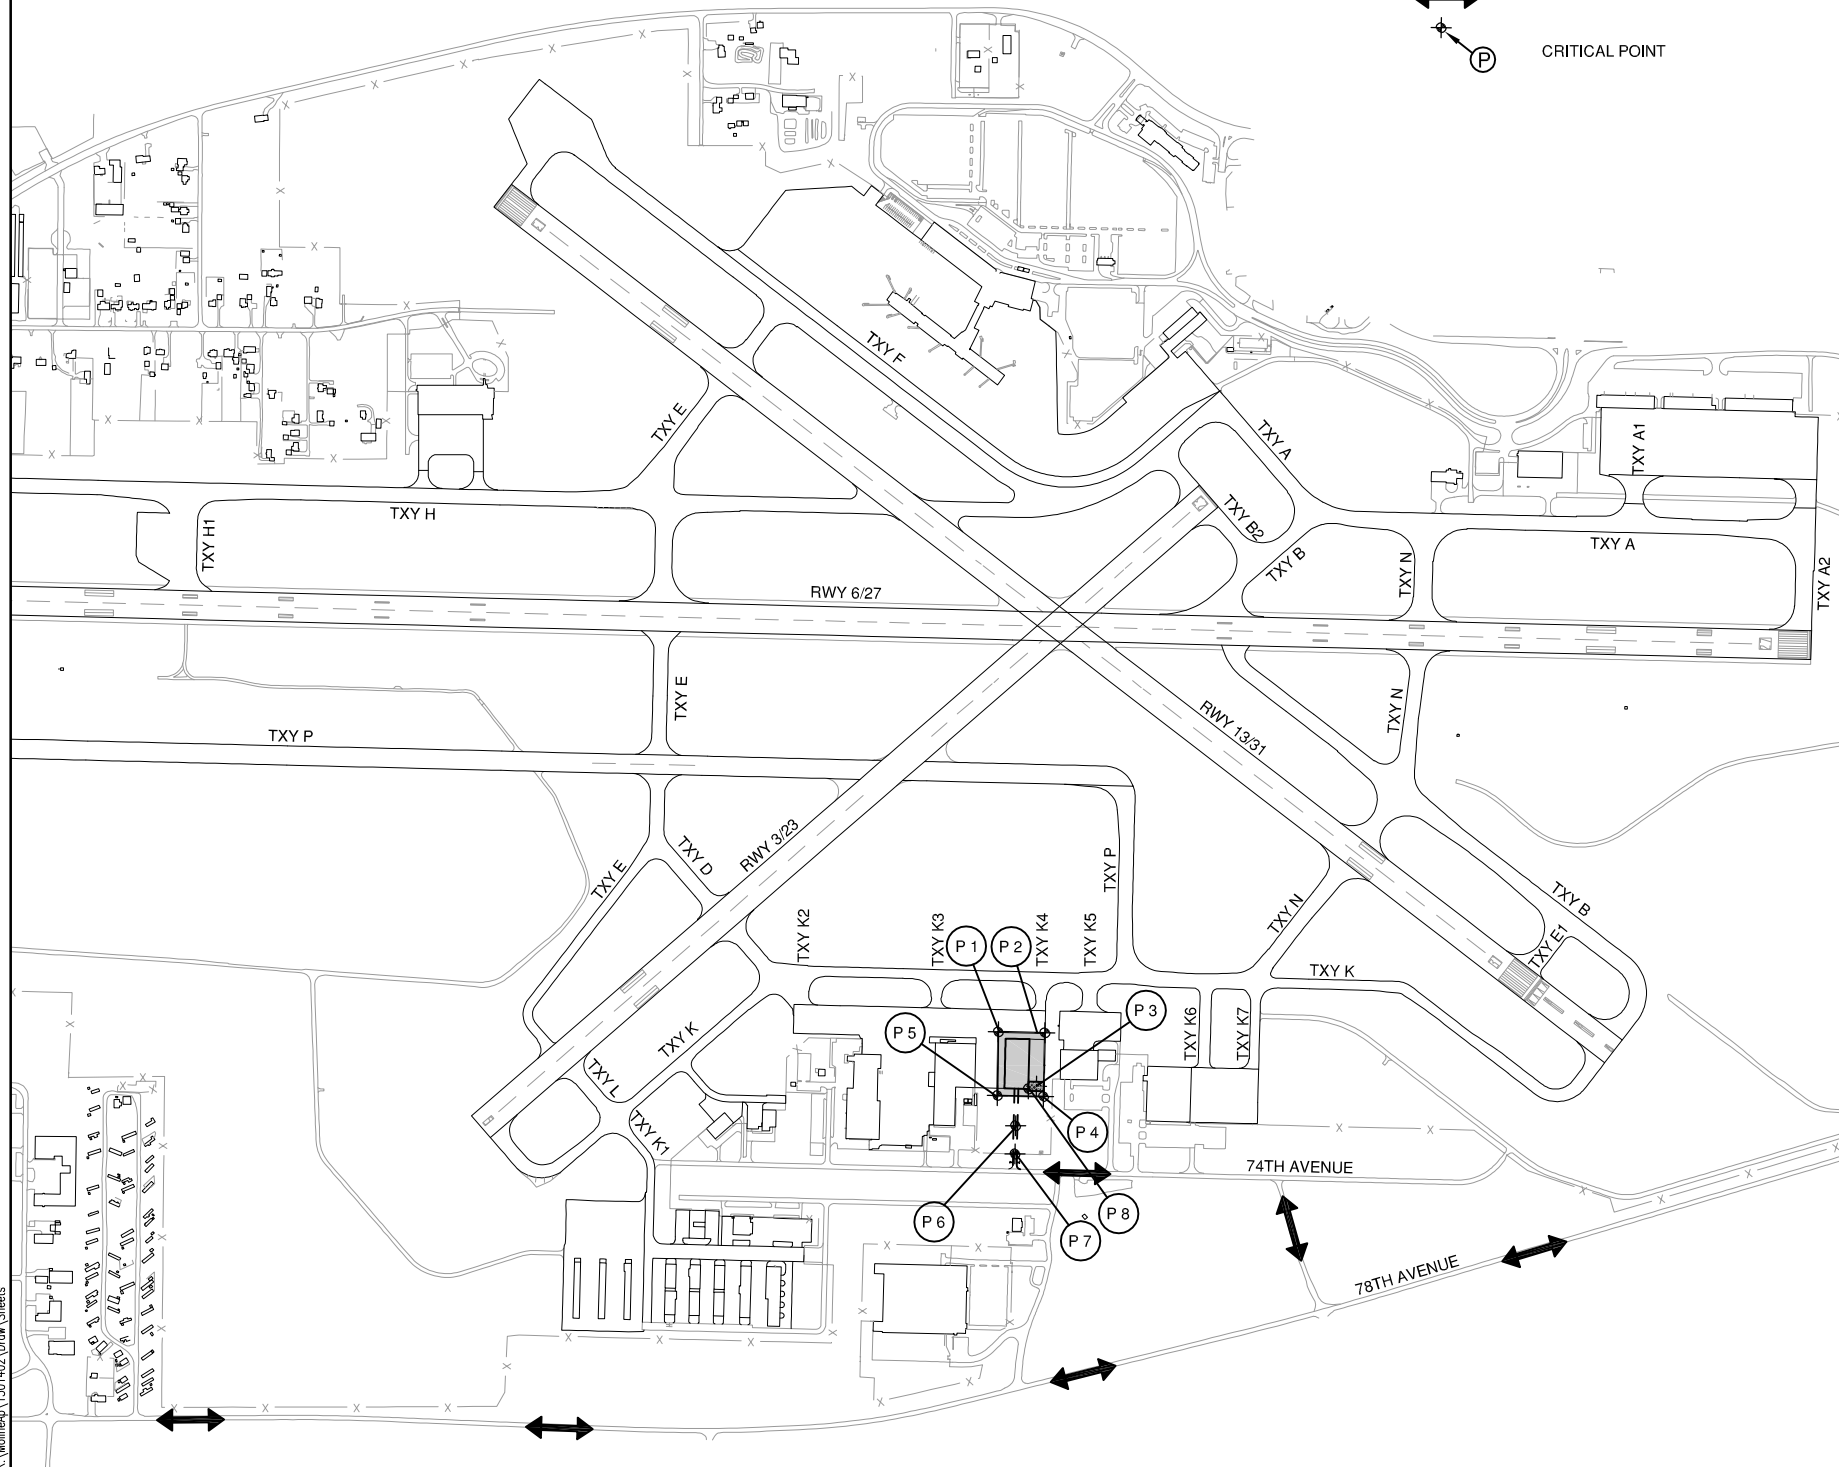 P
CRITICAL POINT
TXY F
TXY E
TXY A
TXY A1
TXY H
TXY H1
TXY B2
TXY B
TXY N
TXY A
TXY A2
RWY 6/27
TXY E
TXY N
RWY 13/31
TXY P
RWY 3/23
TXY D
TXY E
TXY P
TXY N
TXY B
TXY E1
TXY K2
TXY K3
P 1
P 2
TXY K4
TXY K5
TXY K
P 3
P 5
TXY K6
TXY K7
TXY K
TXY L
TXY K1
P 4
74TH AVENUE
P 6
P 7
P 8
78TH AVENUE